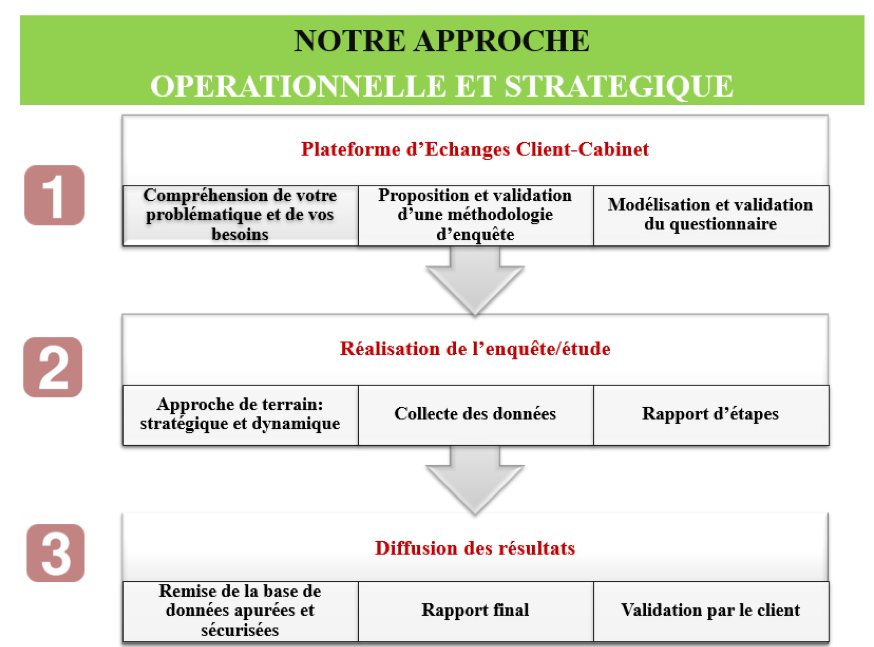 NOTRE APPROCHE
OPERATIONNELLE ET STRATEGIQUE
1
Plateforme d'Echanges Client-Cabinet
Compréhension de votre
problématique et de vos
besoins
Proposition et validation
d'une méthodologie
d'enquête
Modélisation et validation
du questionnaire
2
Réalisation de l'enquête/étude
Approche de terrain:
stratégique et dynamique
Collecte des données
Rapport d'étapes
3
Diffusion des résultats
Remise de la base de
données apurées et
sécurisées
Rapport final
Validation par le client